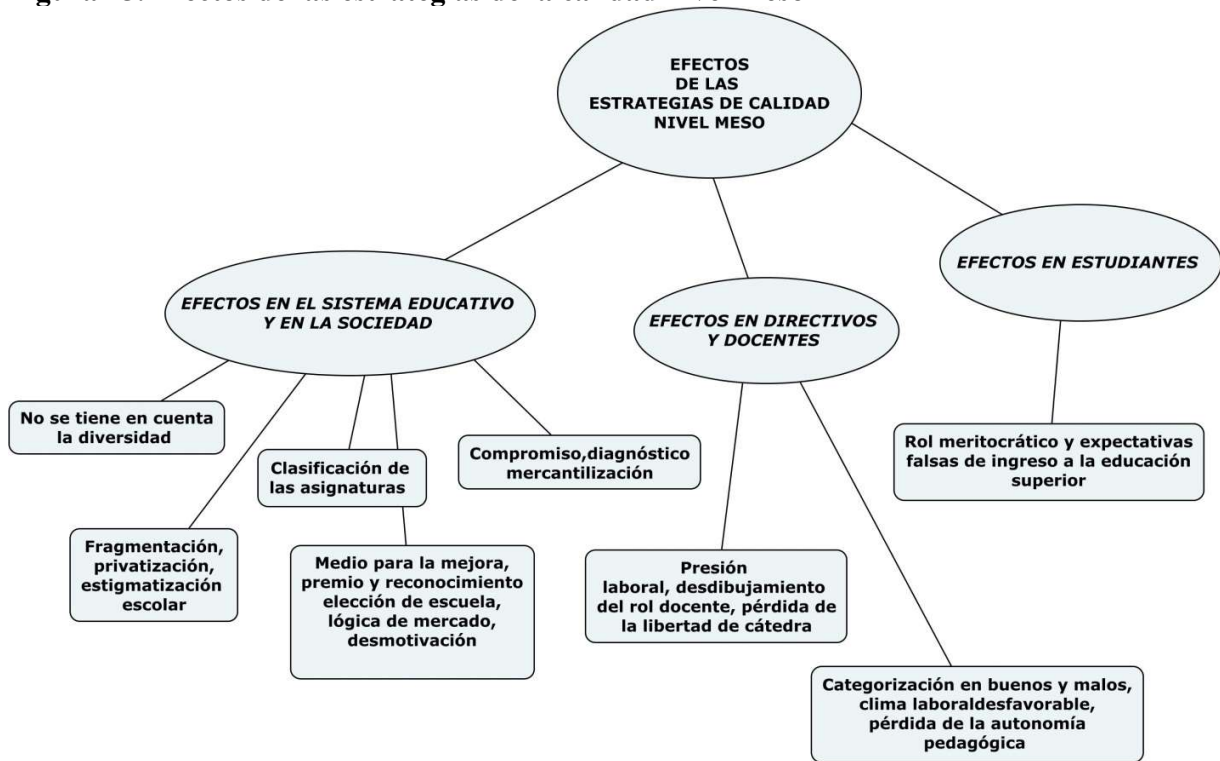 EFECTOS
DE LAS
ESTRATEGIAS DE CALIDAD
NIVEL MESO
EFECTOS EN EL SISTEMA EDUCATIVO
Y EN LA SOCIEDAD
EFECTOS EN DIRECTIVOS
Y DOCENTES
EFECTOS EN ESTUDIANTES
No se tiene en cuenta
la diversidad
Fragmentación,
privatización,
estigmatización
escolar
Clasificación de
las asignaturas
Medio para la mejora,
premio y reconocimiento
elección de escuela,
lógica de mercado,
desmotivación
Compromiso,diagnóstico
mercantilización
Presión
laboral, desdibujamiento
del rol docente, pérdida de
la libertad de cátedra
Categorización en buenos y malos,
clima laboraldesfavorable,
pérdida de la autonomía
pedagógica
Rol meritocrático y expectativas
falsas de ingreso a la educación
superior